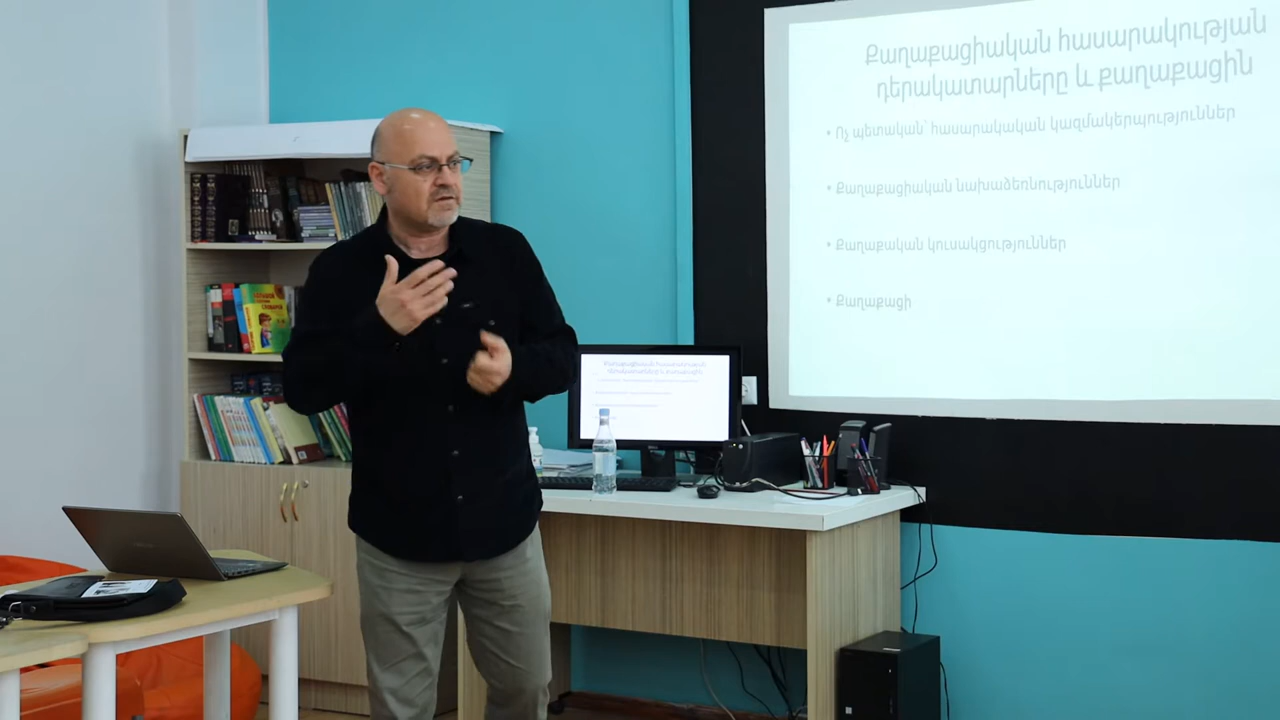 Քաղաքացիական հասարակության
դերակատարները և քաղաքացին
• Ոչ պետական՝ հասարակական կազմակերպություններ
• Քաղաքացիական նախաձեռնություններ
• Քաղաքական կուսակցություններ
• Քաղաքացի